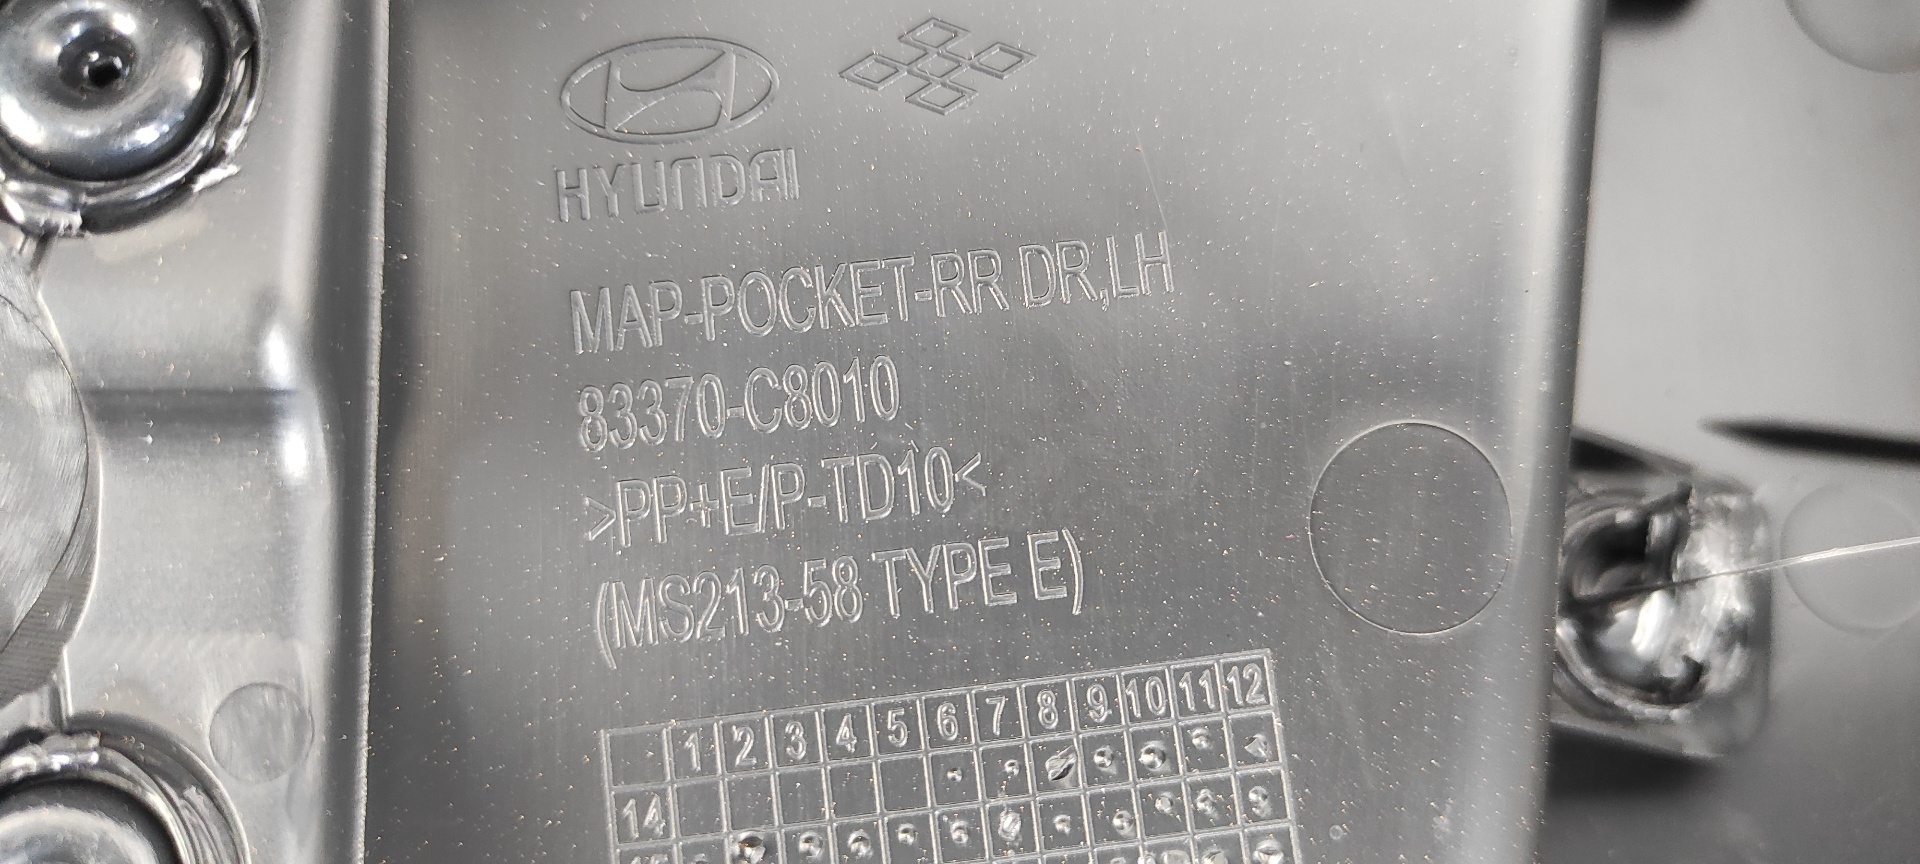 HYUNDAI
MAP-POCKET-RR DR,LH
83370-C8010
>PP+E/P-TD10<
(MS213-58 TYPE E)
1 2 3 4 5 6 7 8 9 10 11 12
14